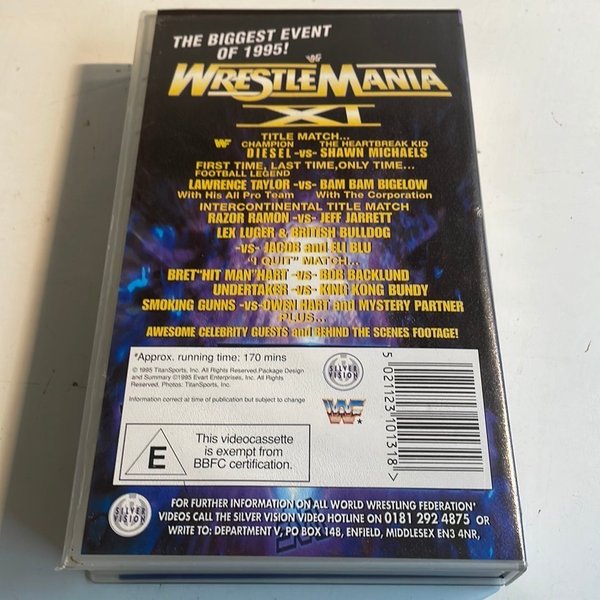 THE BIGGEST EVENT
OF 1995!
WRESTLEMANIA
XI
TITLE MATCH...
WF CHAMPION THE HEARTBREAK KID
DIESEL -vs- SHAWN MICHAELS
FIRST TIME, LAST TIME, ONLY TIME...
FOOTBALL LEGEND
LAWRENCE TAYLOR -vs- BAM BAM BIGELOW
With His All Pro Team With The Corporation
INTERCONTINENTAL TITLE MATCH
RAZOR RAMON -vs- JEFF JARRETT
LEX LUGER & BRITISH BULLDOG
-vs- JACOB and ELI BLU
"I QUIT" MATCH...
BRET"HIT MAN"HART -vs- BOB BACKLUND
UNDERTAKER -vs- KING KONG BUNDY
SMOKING GUNNS -vs- OWEN HART and MYSTERY PARTNER
PLUS...
AWESOME CELEBRITY GUESTS and BEHIND THE SCENES FOOTAGE!
*Approx. running time: 170 mins
© 1995 TitanSports, Inc. All Rights Reserved.Package Design
and Summary ©1995 Evart Enterprises, Inc. All Rights
Reserved. Photos: TitanSports, Inc.
Information correct at time of publication but subject to change
SILVER
VISION
WF
E
This videocassette
is exempt from
BBFC certification.
5 021123 101318 >
SILVER
VISION
FOR FURTHER INFORMATION ON ALL WORLD WRESTLING FEDERATION*
VIDEOS CALL THE SILVER VISION VIDEO HOTLINE ON 0181 292 4875 OR
WRITE TO: DEPARTMENT V, PO BOX 148, ENFIELD, MIDDLESEX EN3 4NR,